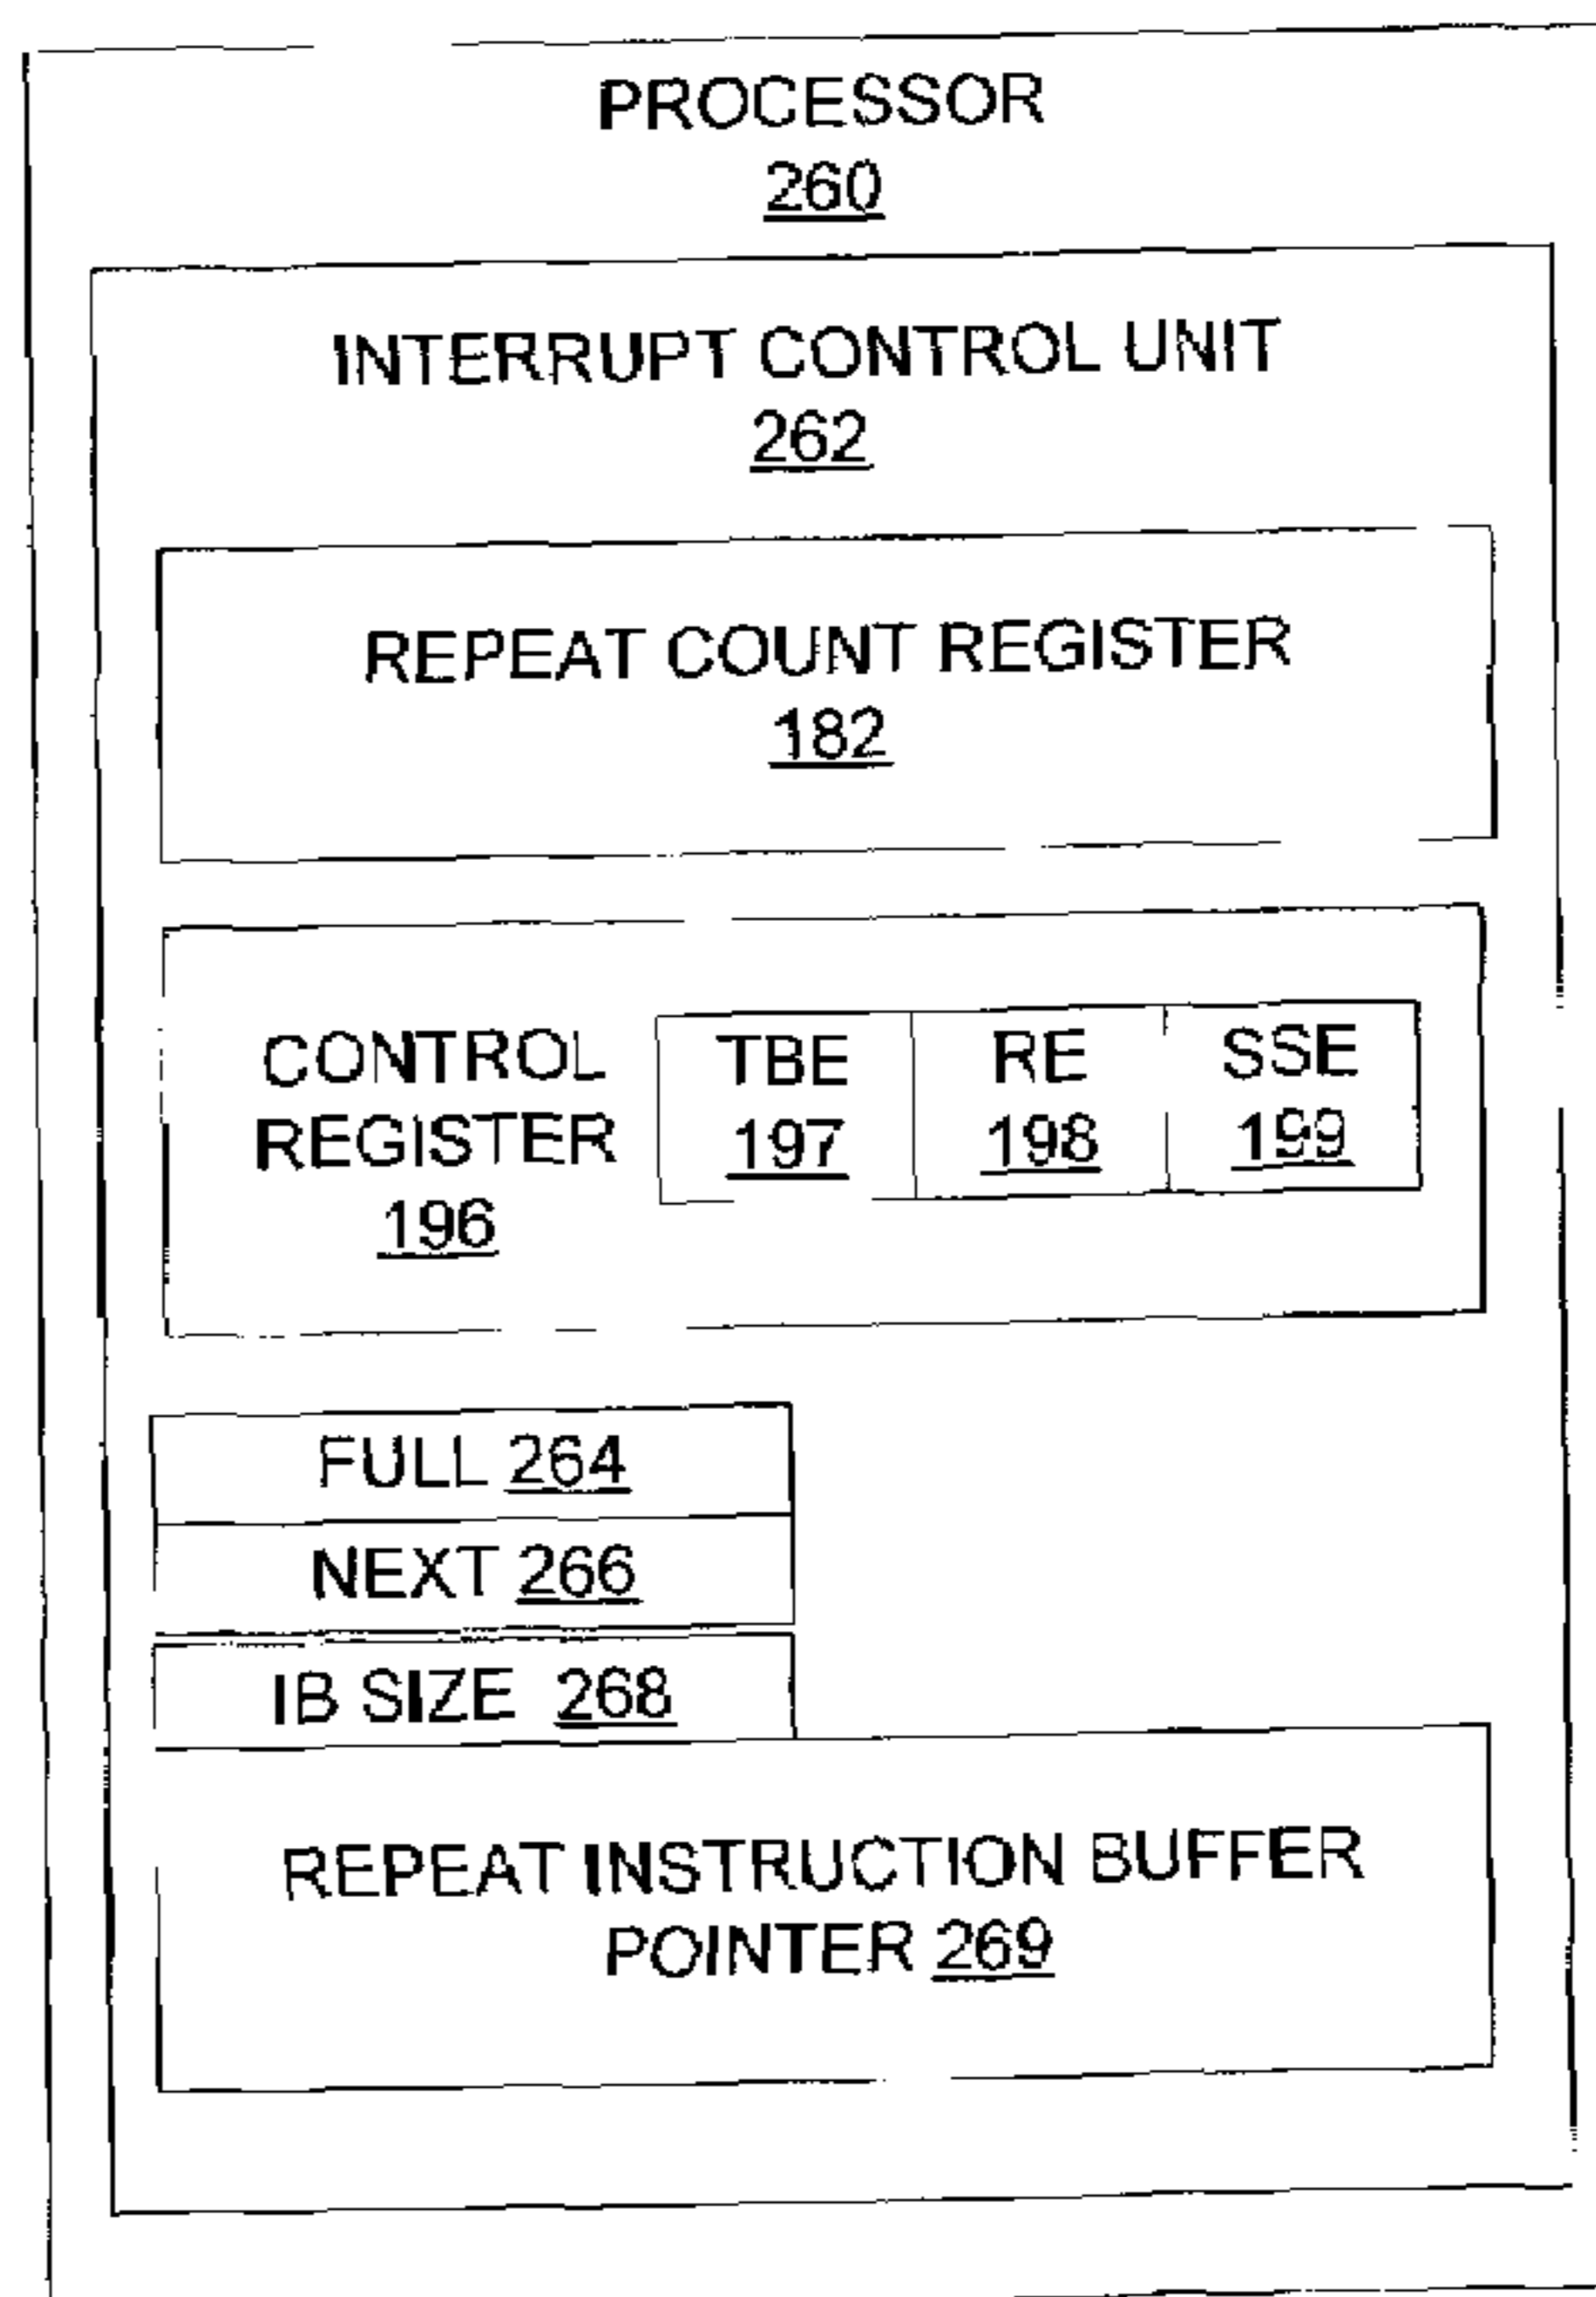 PROCESSOR
260
INTERRUPT CONTROL UNIT
262
REPEAT COUNT REGISTER
182
CONTROL
REGISTER
196
TBE
197
RE
198
SSE
199
FULL 264
NEXT 266
IB SIZE 268
REPEAT INSTRUCTION BUFFER
POINTER 269